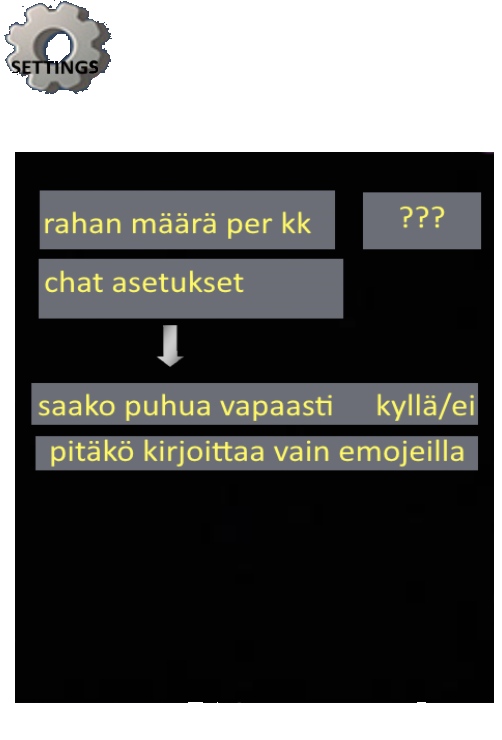 SETTINGS
rahan määrä per kk ???
chat asetukset
saako puhua vapaasti kyllä/ei
pitäkö kirjoittaa vain emojeilla